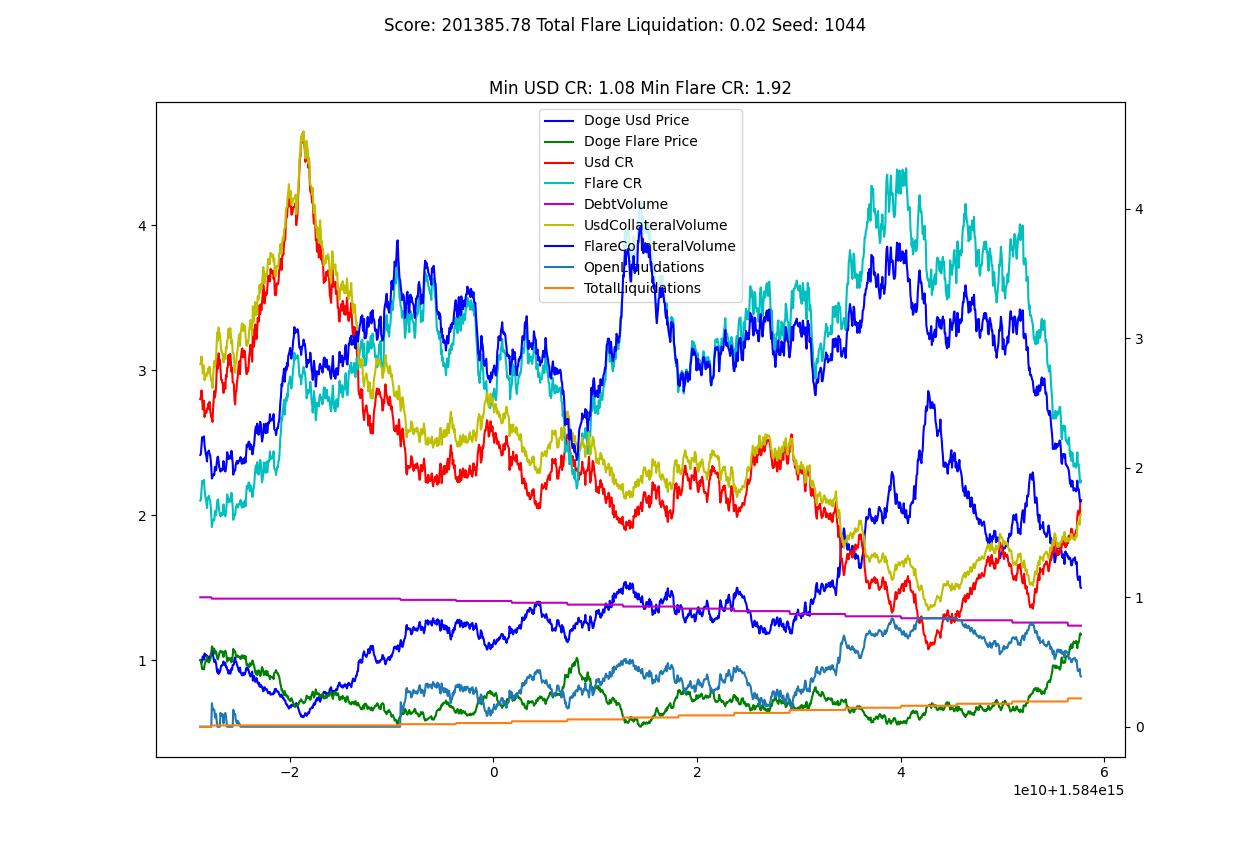 Score: 201385.78 Total Flare Liquidation: 0.02 Seed: 1044
Min USD CR: 1.08 Min Flare CR: 1.92
Doge Usd Price
Doge Flare Price
Usd CR
Flare CR
DebtVolume
UsdCollateralVolume
FlareCollateralVolume
OpenLiquidations
TotalLiquidations
4
3
2
1
4
3
2
1
0
−2
0
2
4
6
1e10+1.584e15